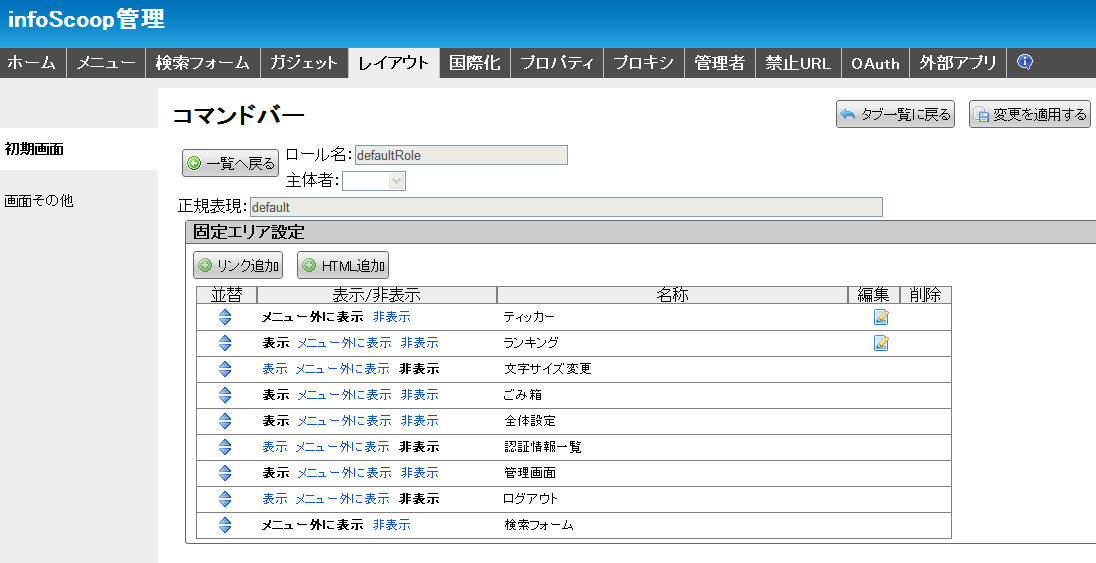 infoScoop管理
ホーム メニュー 検索フォーム ガジェット レイアウト 国際化 プロパティ プロキシ 管理者 禁止URL OAuth 外部アプリ
初期画面
画面その他
コマンドバー タブ一覧に戻る 変更を適用する
一覧へ戻る ロール名: defaultRole
主体者:
正規表現: default
固定エリア設定
リンク追加 HTML追加
並替 表示/非表示 名称 編集 削除
メニュー外に表示 非表示 ティッカー
表示 メニュー外に表示 非表示 ランキング
表示 メニュー外に表示 非表示 文字サイズ変更
表示 メニュー外に表示 非表示 ごみ箱
表示 メニュー外に表示 非表示 全体設定
表示 メニュー外に表示 非表示 認証情報一覧
表示 メニュー外に表示 非表示 管理画面
表示 メニュー外に表示 非表示 ログアウト
メニュー外に表示 非表示 検索フォーム